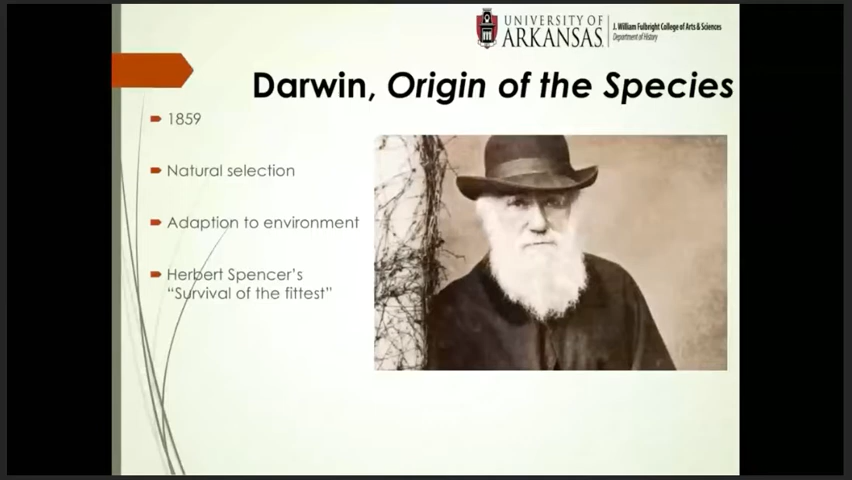 UNIVERSITY OF
ARKANSAS
J. William Fulbright College of Arts & Sciences
Department of History
Darwin, Origin of the Species
1859
Natural selection
Adaption to environment
Herbert Spencer's
“Survival of the fittest”